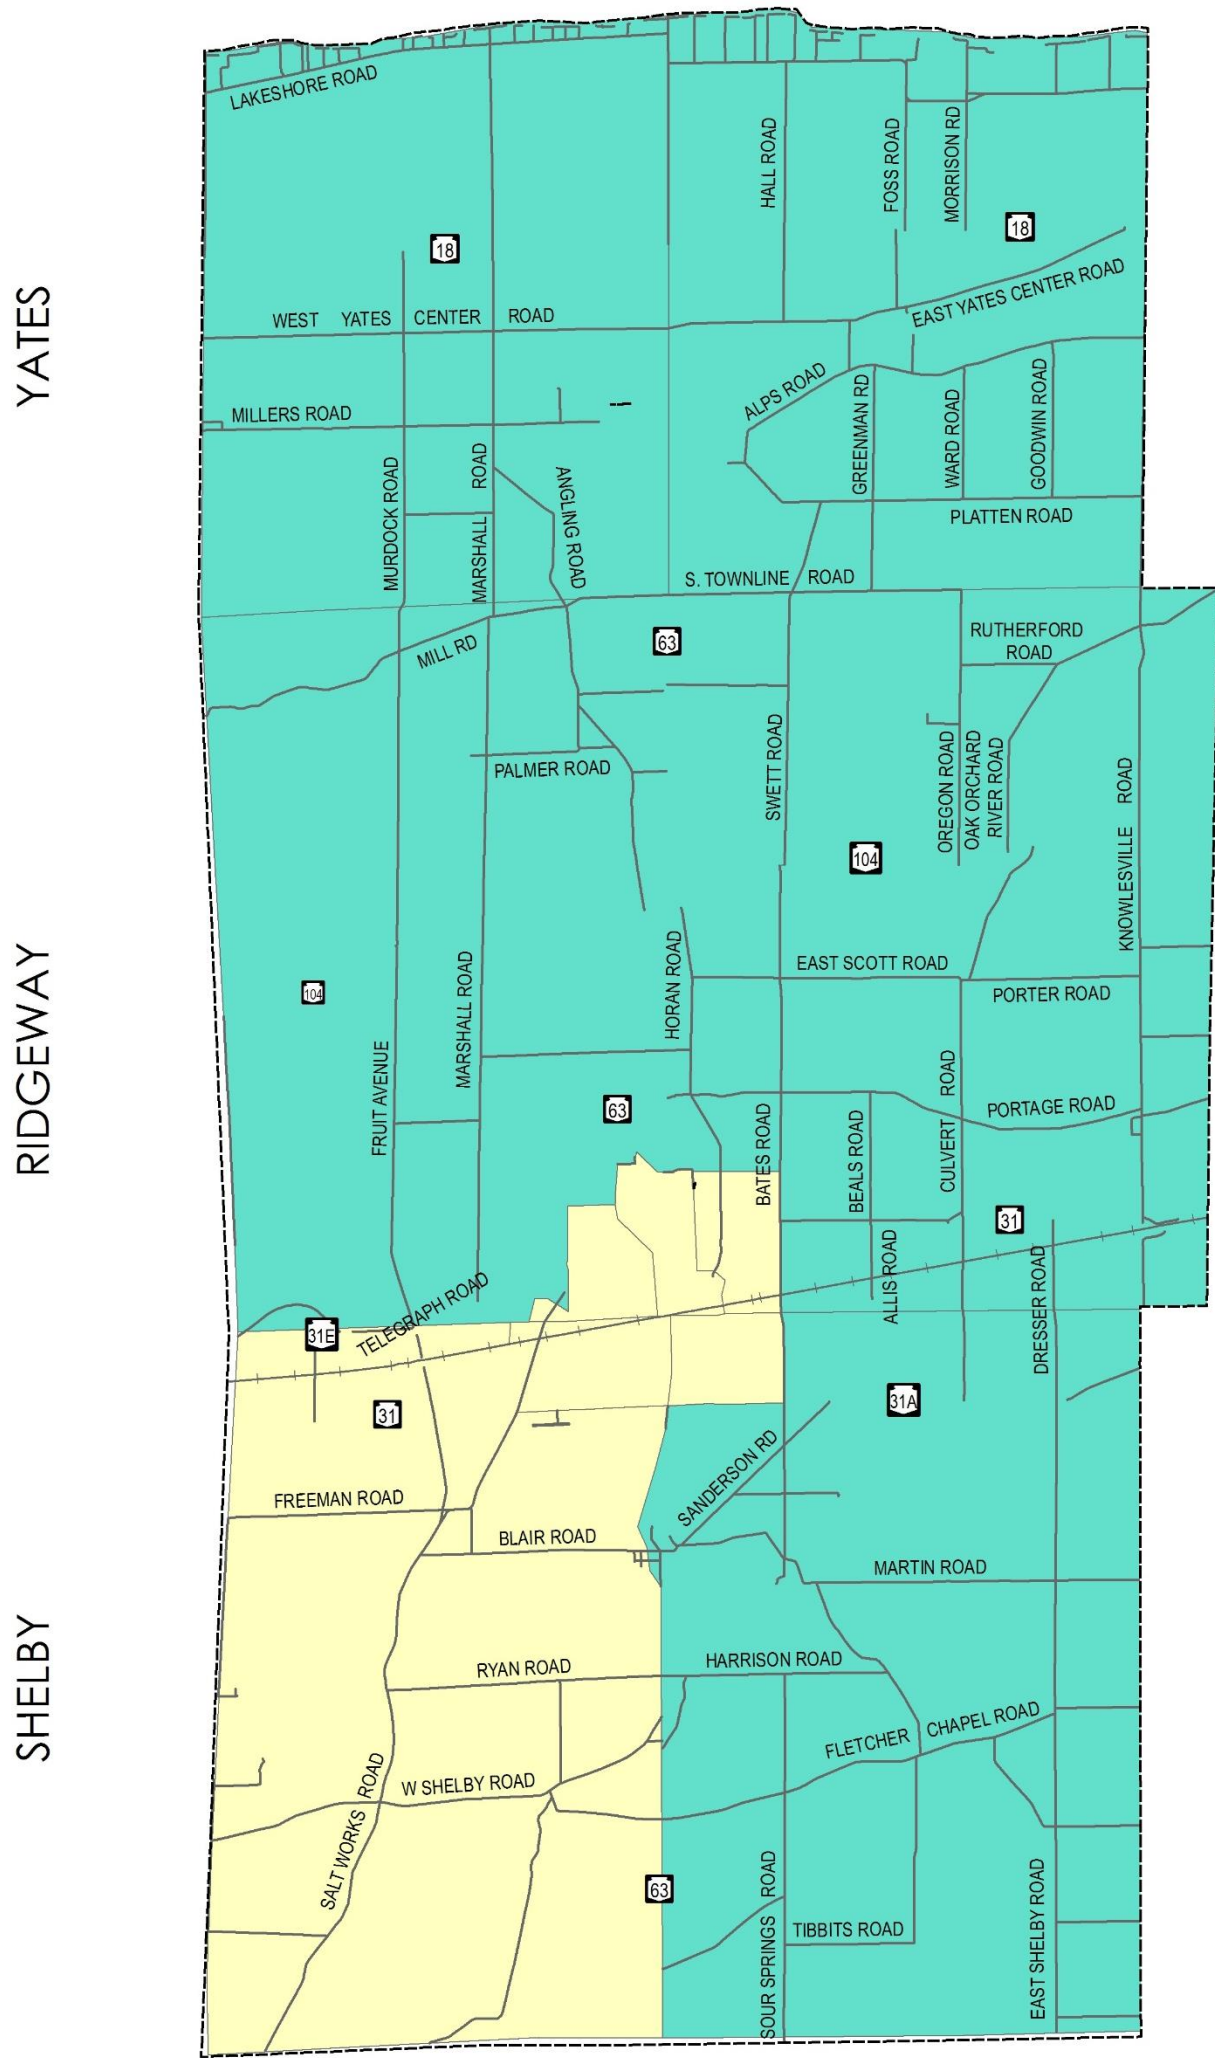 LAKESHORE ROAD
HALL ROAD
FOSS ROAD
MORRISON RD
18
18
YATES
WEST YATES CENTER ROAD
EAST YATES CENTER ROAD
ALPS ROAD
MILLERS ROAD
GREENMAN RD
WARD ROAD
GOODWIN ROAD
MURDOCK ROAD
MARSHALL ROAD
ANGLING ROAD
PLATTEN ROAD
S. TOWNLINE ROAD
MILL RD
63
RUTHERFORD
ROAD
PALMER ROAD
SWETT ROAD
OREGON ROAD
OAK ORCHARD
RIVER ROAD
KNOWLESVILLE ROAD
104
RIDGEWAY
104
EAST SCOTT ROAD
PORTER ROAD
HORAN ROAD
MARSHALL ROAD
FRUIT AVENUE
63
BATES ROAD
BEALS ROAD
CULVERT ROAD
PORTAGE ROAD
31
ALLIS ROAD
DRESSER ROAD
TELEGRAPH ROAD
31E
31
31A
SANDERSON RD
FREEMAN ROAD
BLAIR ROAD
MARTIN ROAD
SHELBY
RYAN ROAD
HARRISON ROAD
FLETCHER CHAPEL ROAD
W SHELBY ROAD
SALT WORKS ROAD
63
SOUR SPRINGS ROAD
TIBBITS ROAD
EAST SHELBY ROAD